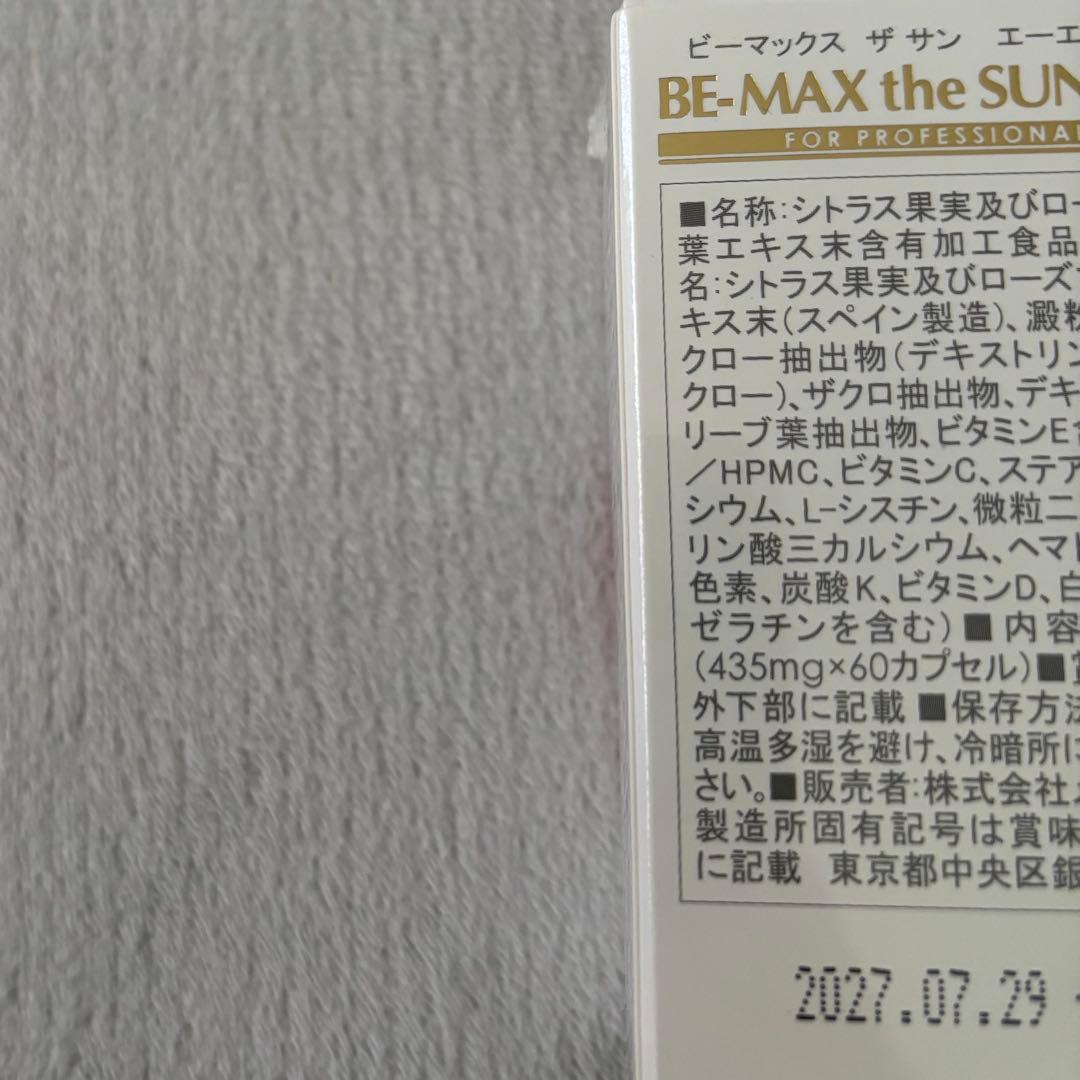 ビーマックス ザ サン エーエ
BE-MAX the SUN
FOR PROFESSIONAL
■名称:シトラス果実及びロー
葉エキス末含有加工食品
名:シトラス果実及びローズ
キス末(スペイン製造)、澱粉
クロー抽出物(デキストリン
クロー)、ザクロ抽出物、デキ
リーブ葉抽出物、ビタミンE含
/HPMC、ビタミンC、ステア
シウム、L-シスチン、微粒二
リン酸三カルシウム、ヘマト
色素、炭酸K、ビタミンD、白
ゼラチンを含む)■内容
(435mg×60カプセル)■賞
外下部に記載 ■保存方法
高温多湿を避け、冷暗所に
さい。■販売者:株式会社メ
製造所固有記号は賞味
に記載 東京都中央区銀
2027.07.29